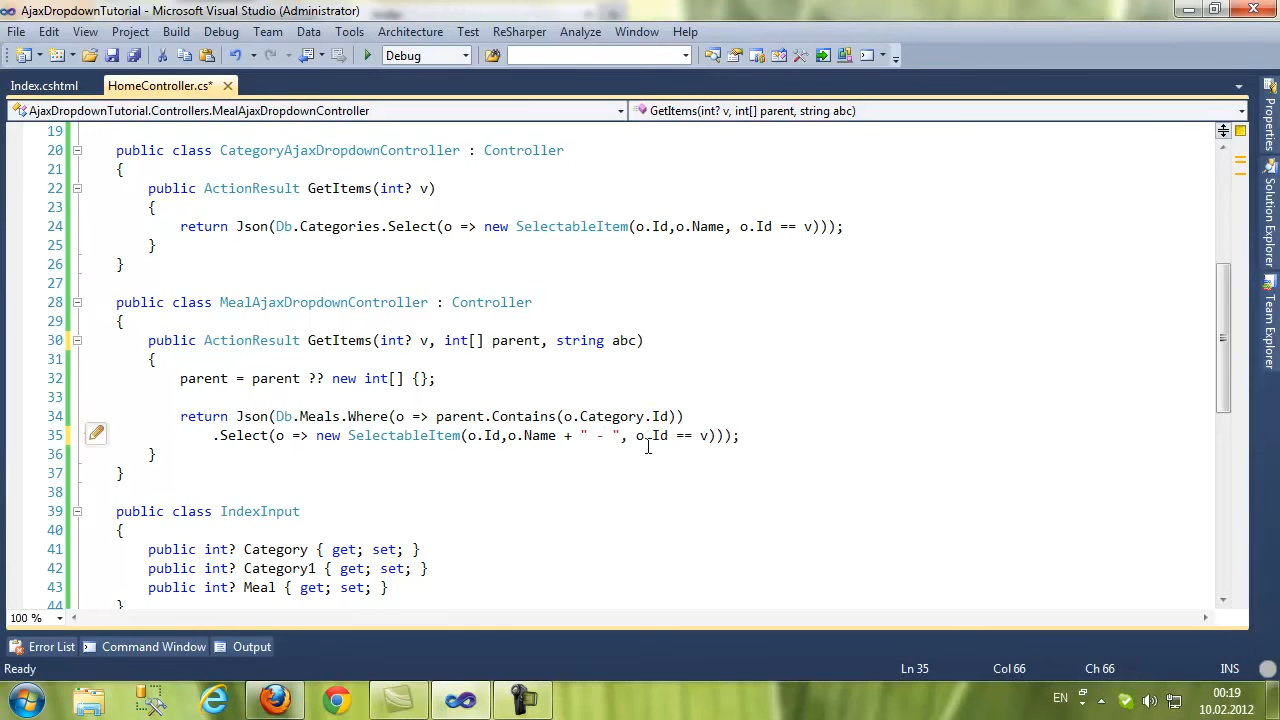 AjaxDropdownTutorial - Microsoft Visual Studio (Administrator)
File Edit View Project Build Debug Team Data Tools Architecture Test ReSharper Analyze Window Help
Debug
Index.cshtml HomeController.cs*
AjaxDropdownTutorial.Controllers.MealAjaxDropdownController GetItems(int? v, int[] parent, string abc)
19
20 public class CategoryAjaxDropdownController : Controller
21 {
22 public ActionResult GetItems(int? v)
23 {
24 return Json(Db.Categories.Select(o => new SelectableItem(o.Id,o.Name, o.Id == v)));
25 }
26 }
27
28 public class MealAjaxDropdownController : Controller
29 {
30 public ActionResult GetItems(int? v, int[] parent, string abc)
31 {
32 parent = parent ?? new int[] {};
33
34 return Json(Db.Meals.Where(o => parent.Contains(o.Category.Id))
35 .Select(o => new SelectableItem(o.Id,o.Name + " - ", o.Id == v)));
36 }
37 }
38
39 public class IndexInput
40 {
41 public int? Category { get; set; }
42 public int? Category1 { get; set; }
43 public int? Meal { get; set; }
44 }
100 %
Properties
Solution Explorer
Team Explorer
Error List Command Window Output
Ready Ln 35 Col 66 Ch 66 INS
EN 00:19
10.02.2012